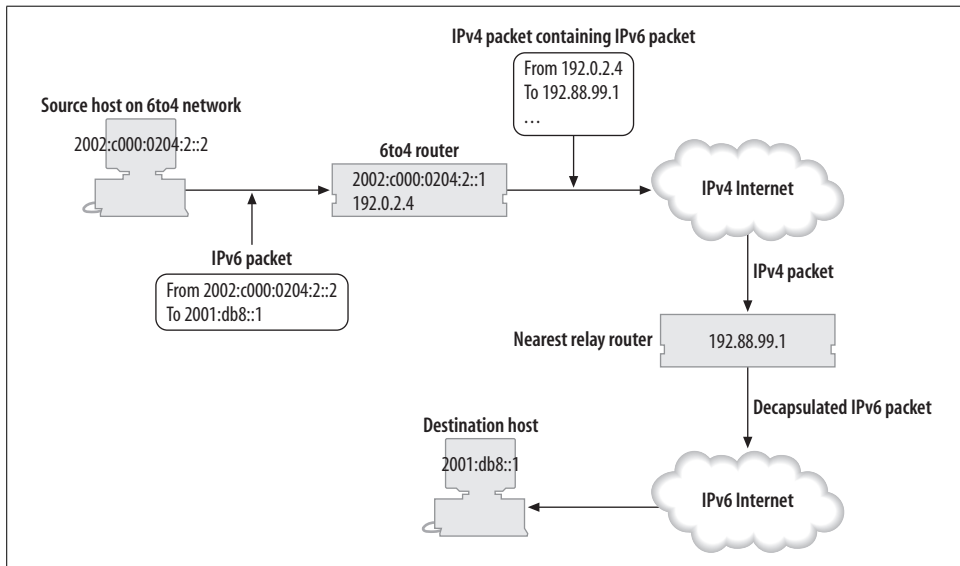 IPv4 packet containing IPv6 packet
From 192.0.2.4
To 192.88.99.1
…
Source host on 6to4 network
2002:c000:0204:2::2
6to4 router
2002:c000:0204:2::1
192.0.2.4
IPv4 Internet
IPv6 packet
From 2002:c000:0204:2::2
To 2001:db8::1
IPv4 packet
Nearest relay router
192.88.99.1
Decapsulated IPv6 packet
Destination host
2001:db8::1
IPv6 Internet